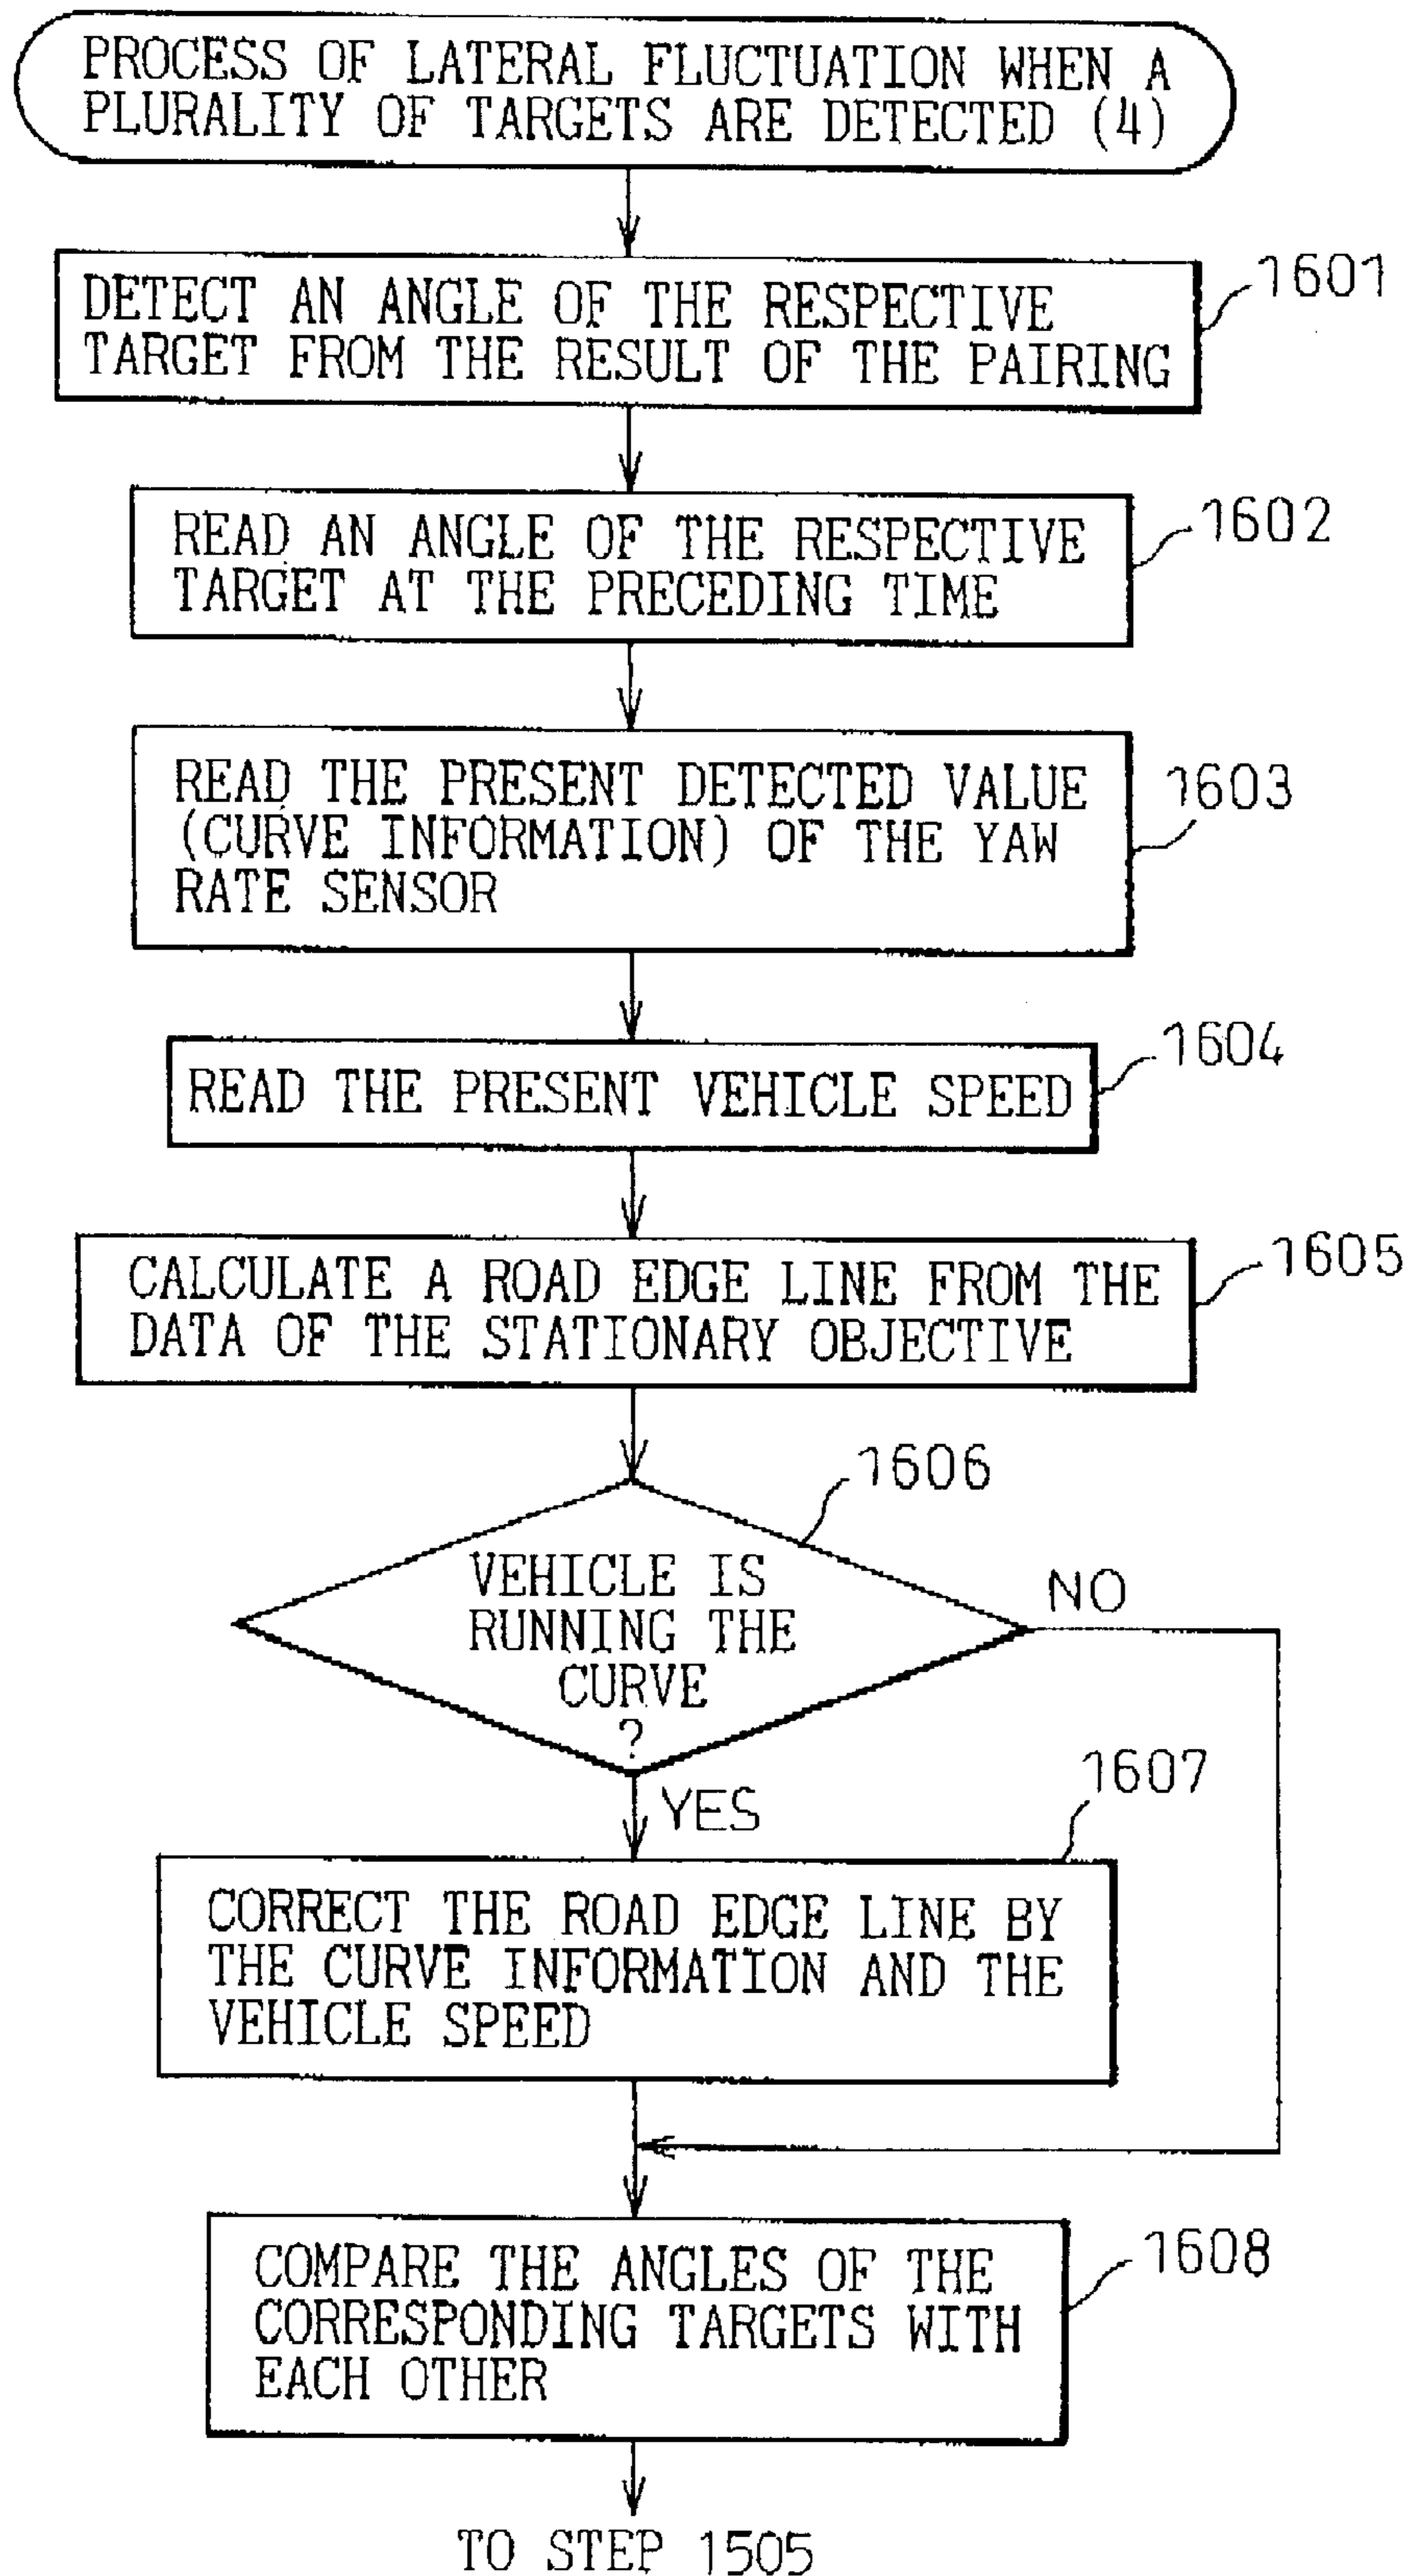 PROCESS OF LATERAL FLUCTUATION WHEN A
PLURALITY OF TARGETS ARE DETECTED (4)
1601
DETECT AN ANGLE OF THE RESPECTIVE
TARGET FROM THE RESULT OF THE PAIRING
1602
READ AN ANGLE OF THE RESPECTIVE
TARGET AT THE PRECEDING TIME
1603
READ THE PRESENT DETECTED VALUE
(CURVE INFORMATION) OF THE YAW
RATE SENSOR
1604
READ THE PRESENT VEHICLE SPEED
1605
CALCULATE A ROAD EDGE LINE FROM THE
DATA OF THE STATIONARY OBJECTIVE
1606
VEHICLE IS
RUNNING THE
CURVE
?
NO
YES
1607
CORRECT THE ROAD EDGE LINE BY
THE CURVE INFORMATION AND THE
VEHICLE SPEED
1608
COMPARE THE ANGLES OF THE
CORRESPONDING TARGETS WITH
EACH OTHER
TO STEP 1505